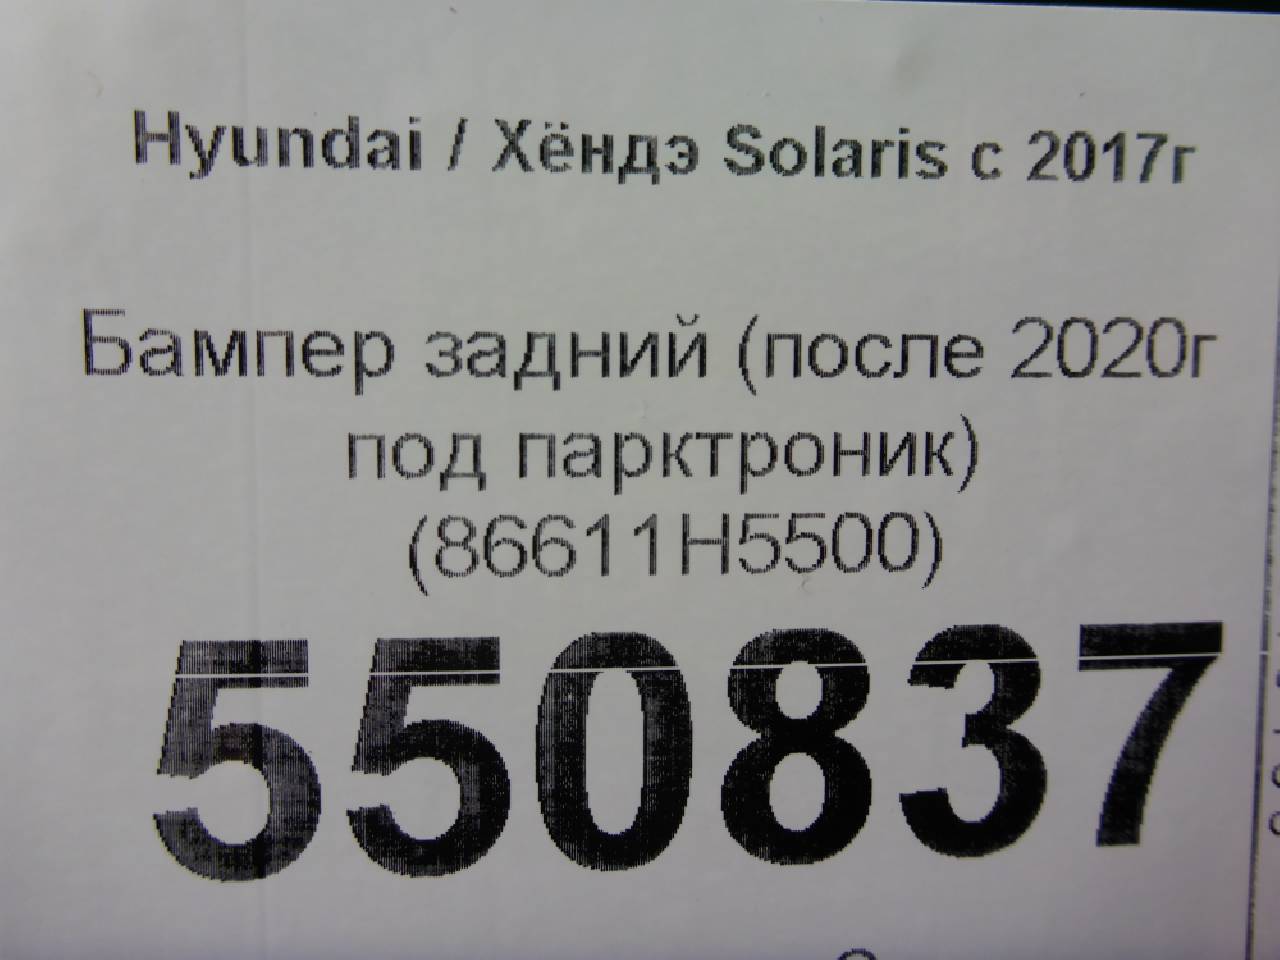 Hyundai / Хёндэ Solaris с 2017г
Бампер задний (после 2020г
под парктроник)
(86611H5500)
550837